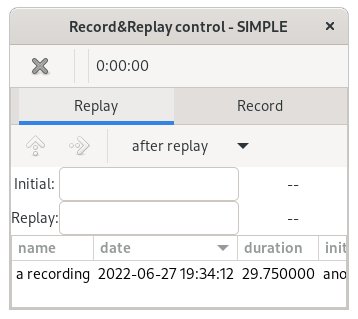 Record&Replay control - SIMPLE
0:00:00
Replay Record
after replay
Initial: --
Replay: --
name date duration init
a recording 2022-06-27 19:34:12 29.750000 ano